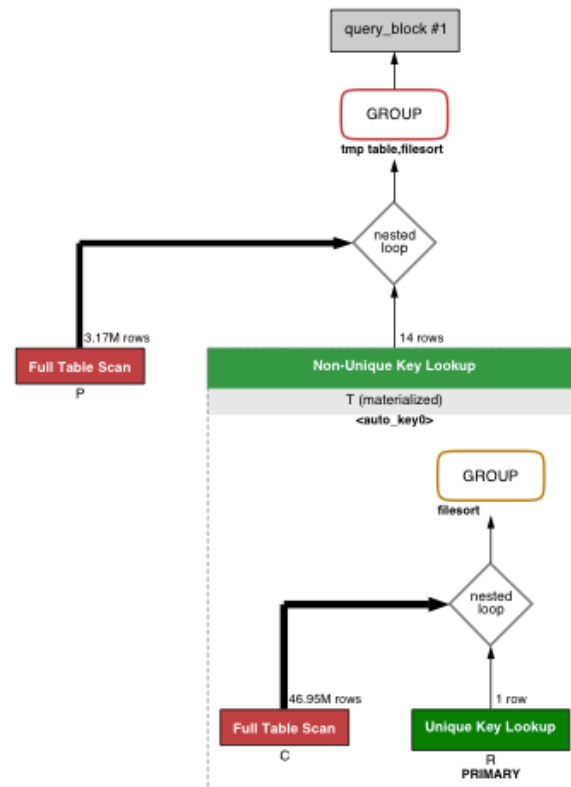 query_block #1
GROUP
tmp table,filesort
nested
loop
3.17M rows
14 rows
Full Table Scan
P
Non-Unique Key Lookup
T (materialized)
<auto_key0>
GROUP
filesort
nested
loop
46.95M rows
1 row
Full Table Scan
C
Unique Key Lookup
R
PRIMARY